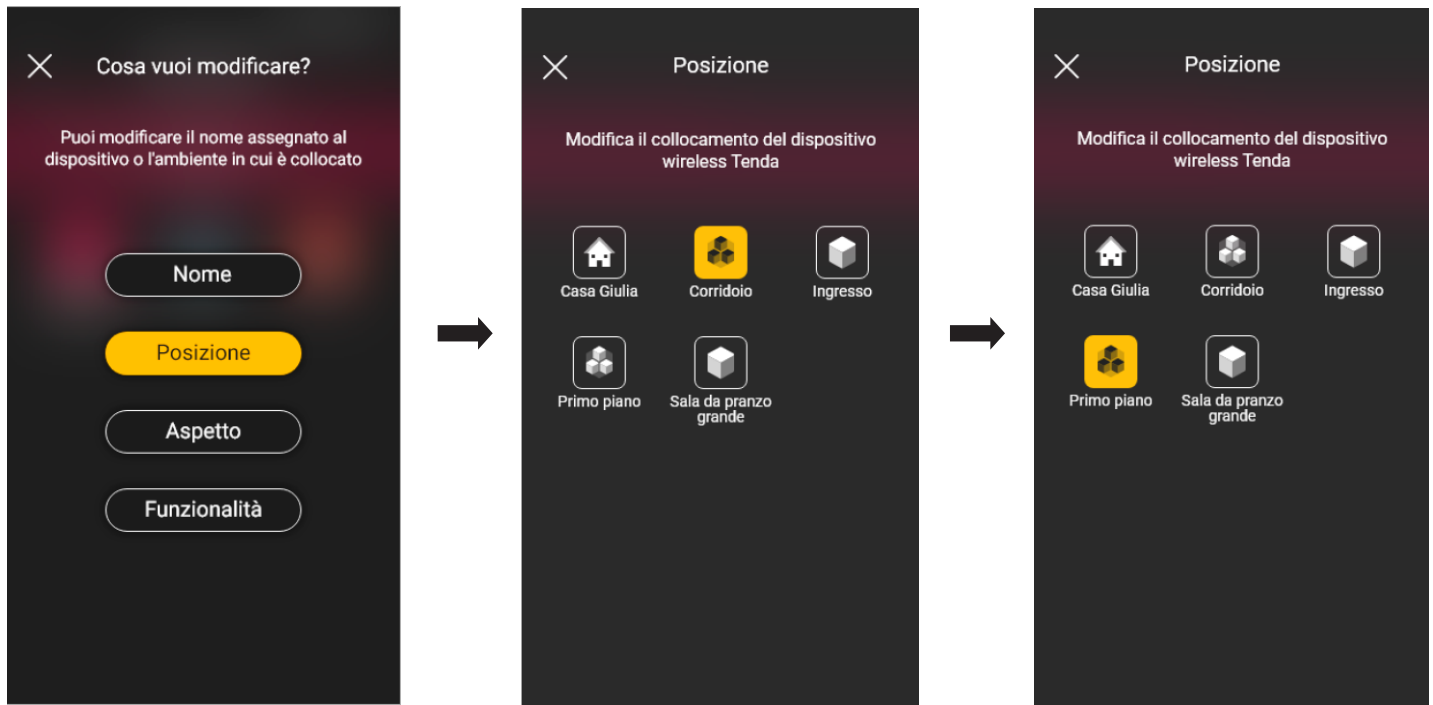 Cosa vuoi modificare?
Puoi modificare il nome assegnato al
dispositivo o l'ambiente in cui è collocato
Nome
Posizione
Aspetto
Funzionalità
Posizione
Modifica il collocamento del dispositivo
wireless Tenda
Casa Giulia
Corridoio
Ingresso
Primo piano
Sala da pranzo
grande
Posizione
Modifica il collocamento del dispositivo
wireless Tenda
Casa Giulia
Corridoio
Ingresso
Primo piano
Sala da pranzo
grande